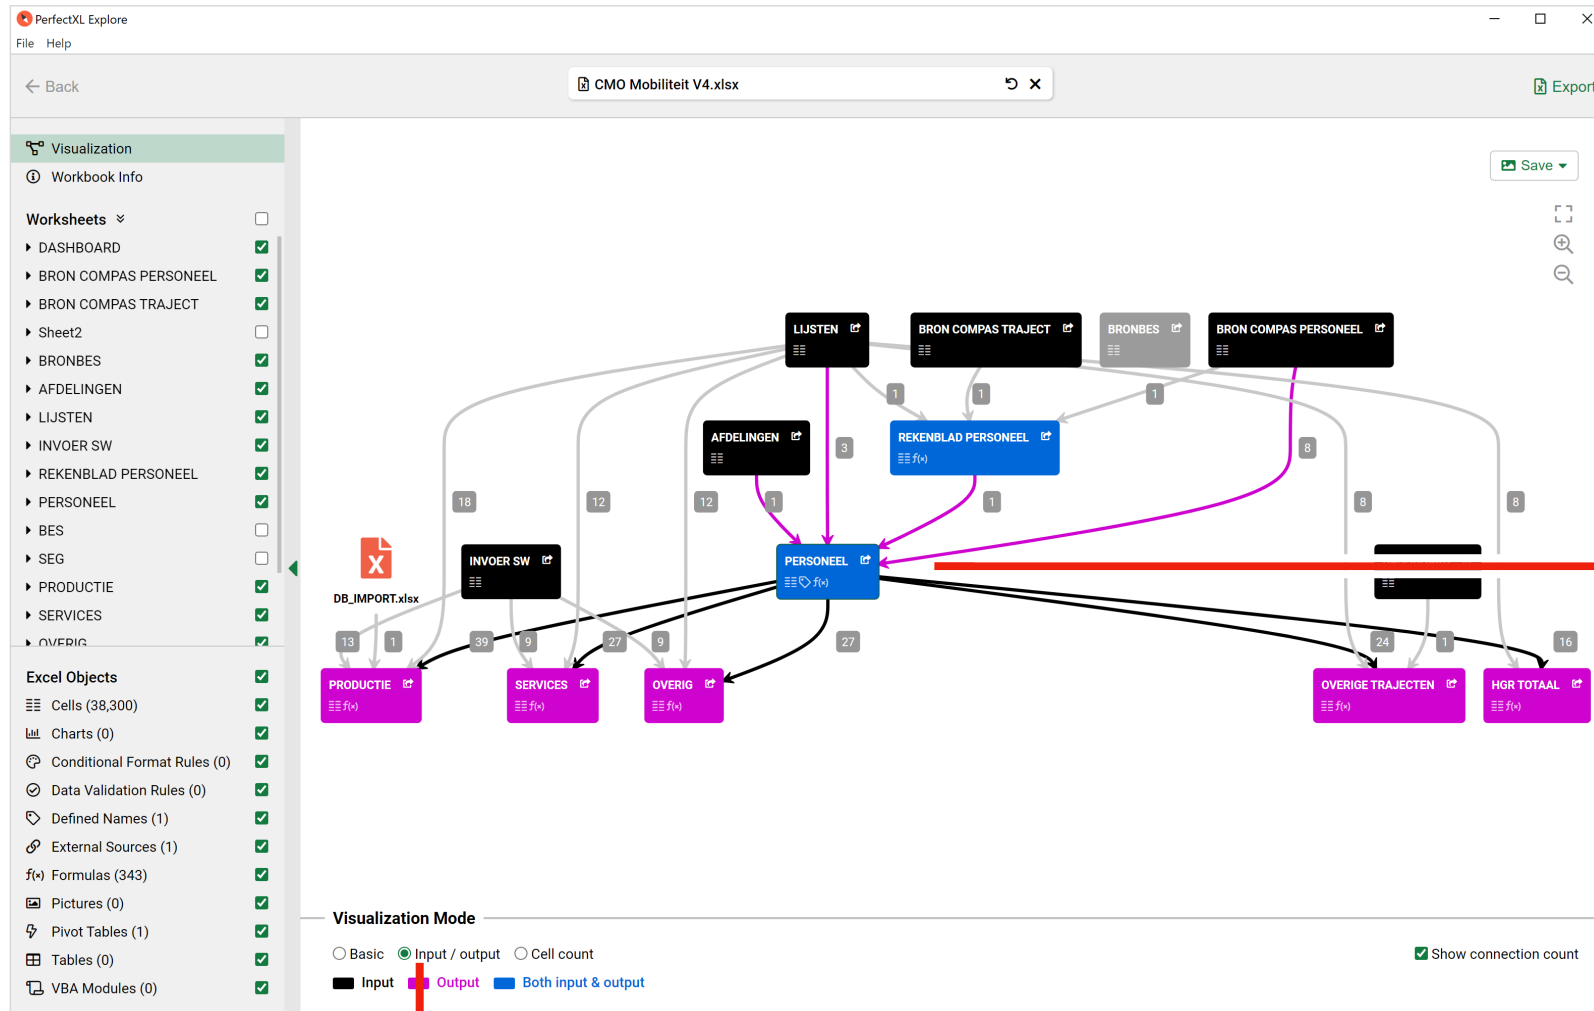 PerfectXL Explore
File Help
Back
CMO Mobiliteit V4.xlsx
Export
Visualization
Workbook Info
Worksheets
DASHBOARD
BRON COMPAS PERSONEEL
BRON COMPAS TRAJECT
Sheet2
BRONBES
AFDELINGEN
LIJSTEN
INVOER SW
REKENBLAD PERSONEEL
PERSONEEL
BES
SEG
PRODUCTIE
SERVICES
OVERIG
Excel Objects
Cells (38,300)
Charts (0)
Conditional Format Rules (0)
Data Validation Rules (0)
Defined Names (1)
External Sources (1)
f(x) Formulas (343)
Pictures (0)
Pivot Tables (1)
Tables (0)
VBA Modules (0)
Save
LIJSTEN
BRON COMPAS TRAJECT
BRONBES
BRON COMPAS PERSONEEL
1 1 1
AFDELINGEN
3
REKENBLAD PERSONEEL
f(x)
8
18 12 12 1 1 8 8
DB_IMPORT.xlsx
INVOER SW
PERSONEEL
f(x)
13 1 39 9 27 9 27 24 1 16
PRODUCTIE
f(x)
SERVICES
f(x)
OVERIG
f(x)
OVERIGE TRAJECTEN
f(x)
HGR TOTAAL
f(x)
Visualization Mode
Basic Input / output Cell count
Show connection count
Input Output Both input & output